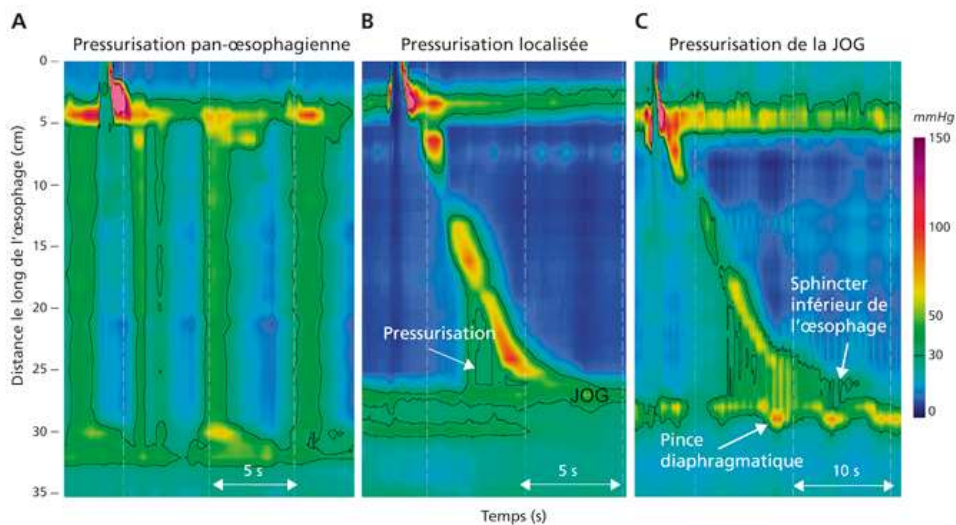 A
Pressurisation pan-œsophagienne
B
Pressurisation localisée
C
Pressurisation de la JOG
Distance le long de l'œsophage (cm)
0
5
10
15
20
25
30
35
5 s
Pressurisation
JOG
5 s
Sphincter
inférieur de
l'œsophage
Pince
diaphragmatique
10 s
mmHg
150
100
50
30
0
Temps (s)